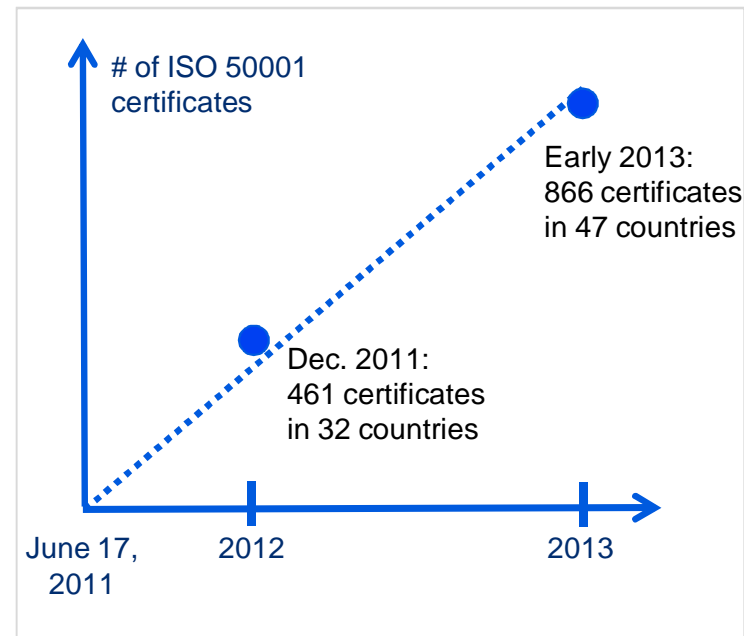 # of ISO 50001
certificates
Early 2013:
866 certificates
in 47 countries
Dec. 2011:
461 certificates
in 32 countries
June 17,
2011
2012
2013